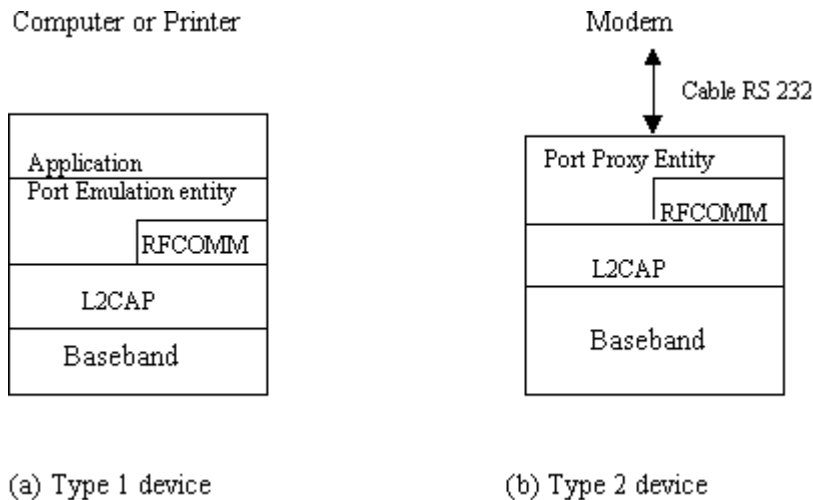 Computer or Printer
Application
Port Emulation entity
RFCOMM
L2CAP
Baseband
(a) Type 1 device
Modem
Cable RS 232
Port Proxy Entity
RFCOMM
L2CAP
Baseband
(b) Type 2 device